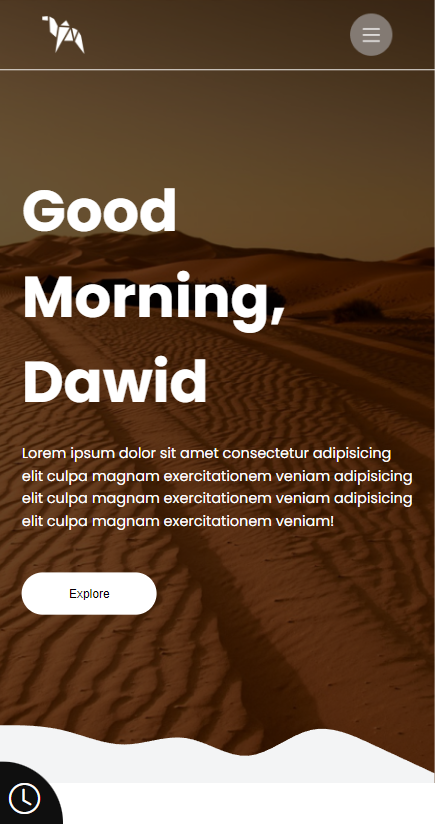 Good
Morning,
Dawid
Lorem ipsum dolor sit amet consectetur adipisicing
elit culpa magnam exercitationem veniam adipisicing
elit culpa magnam exercitationem veniam adipisicing
elit culpa magnam exercitationem veniam!
Explore